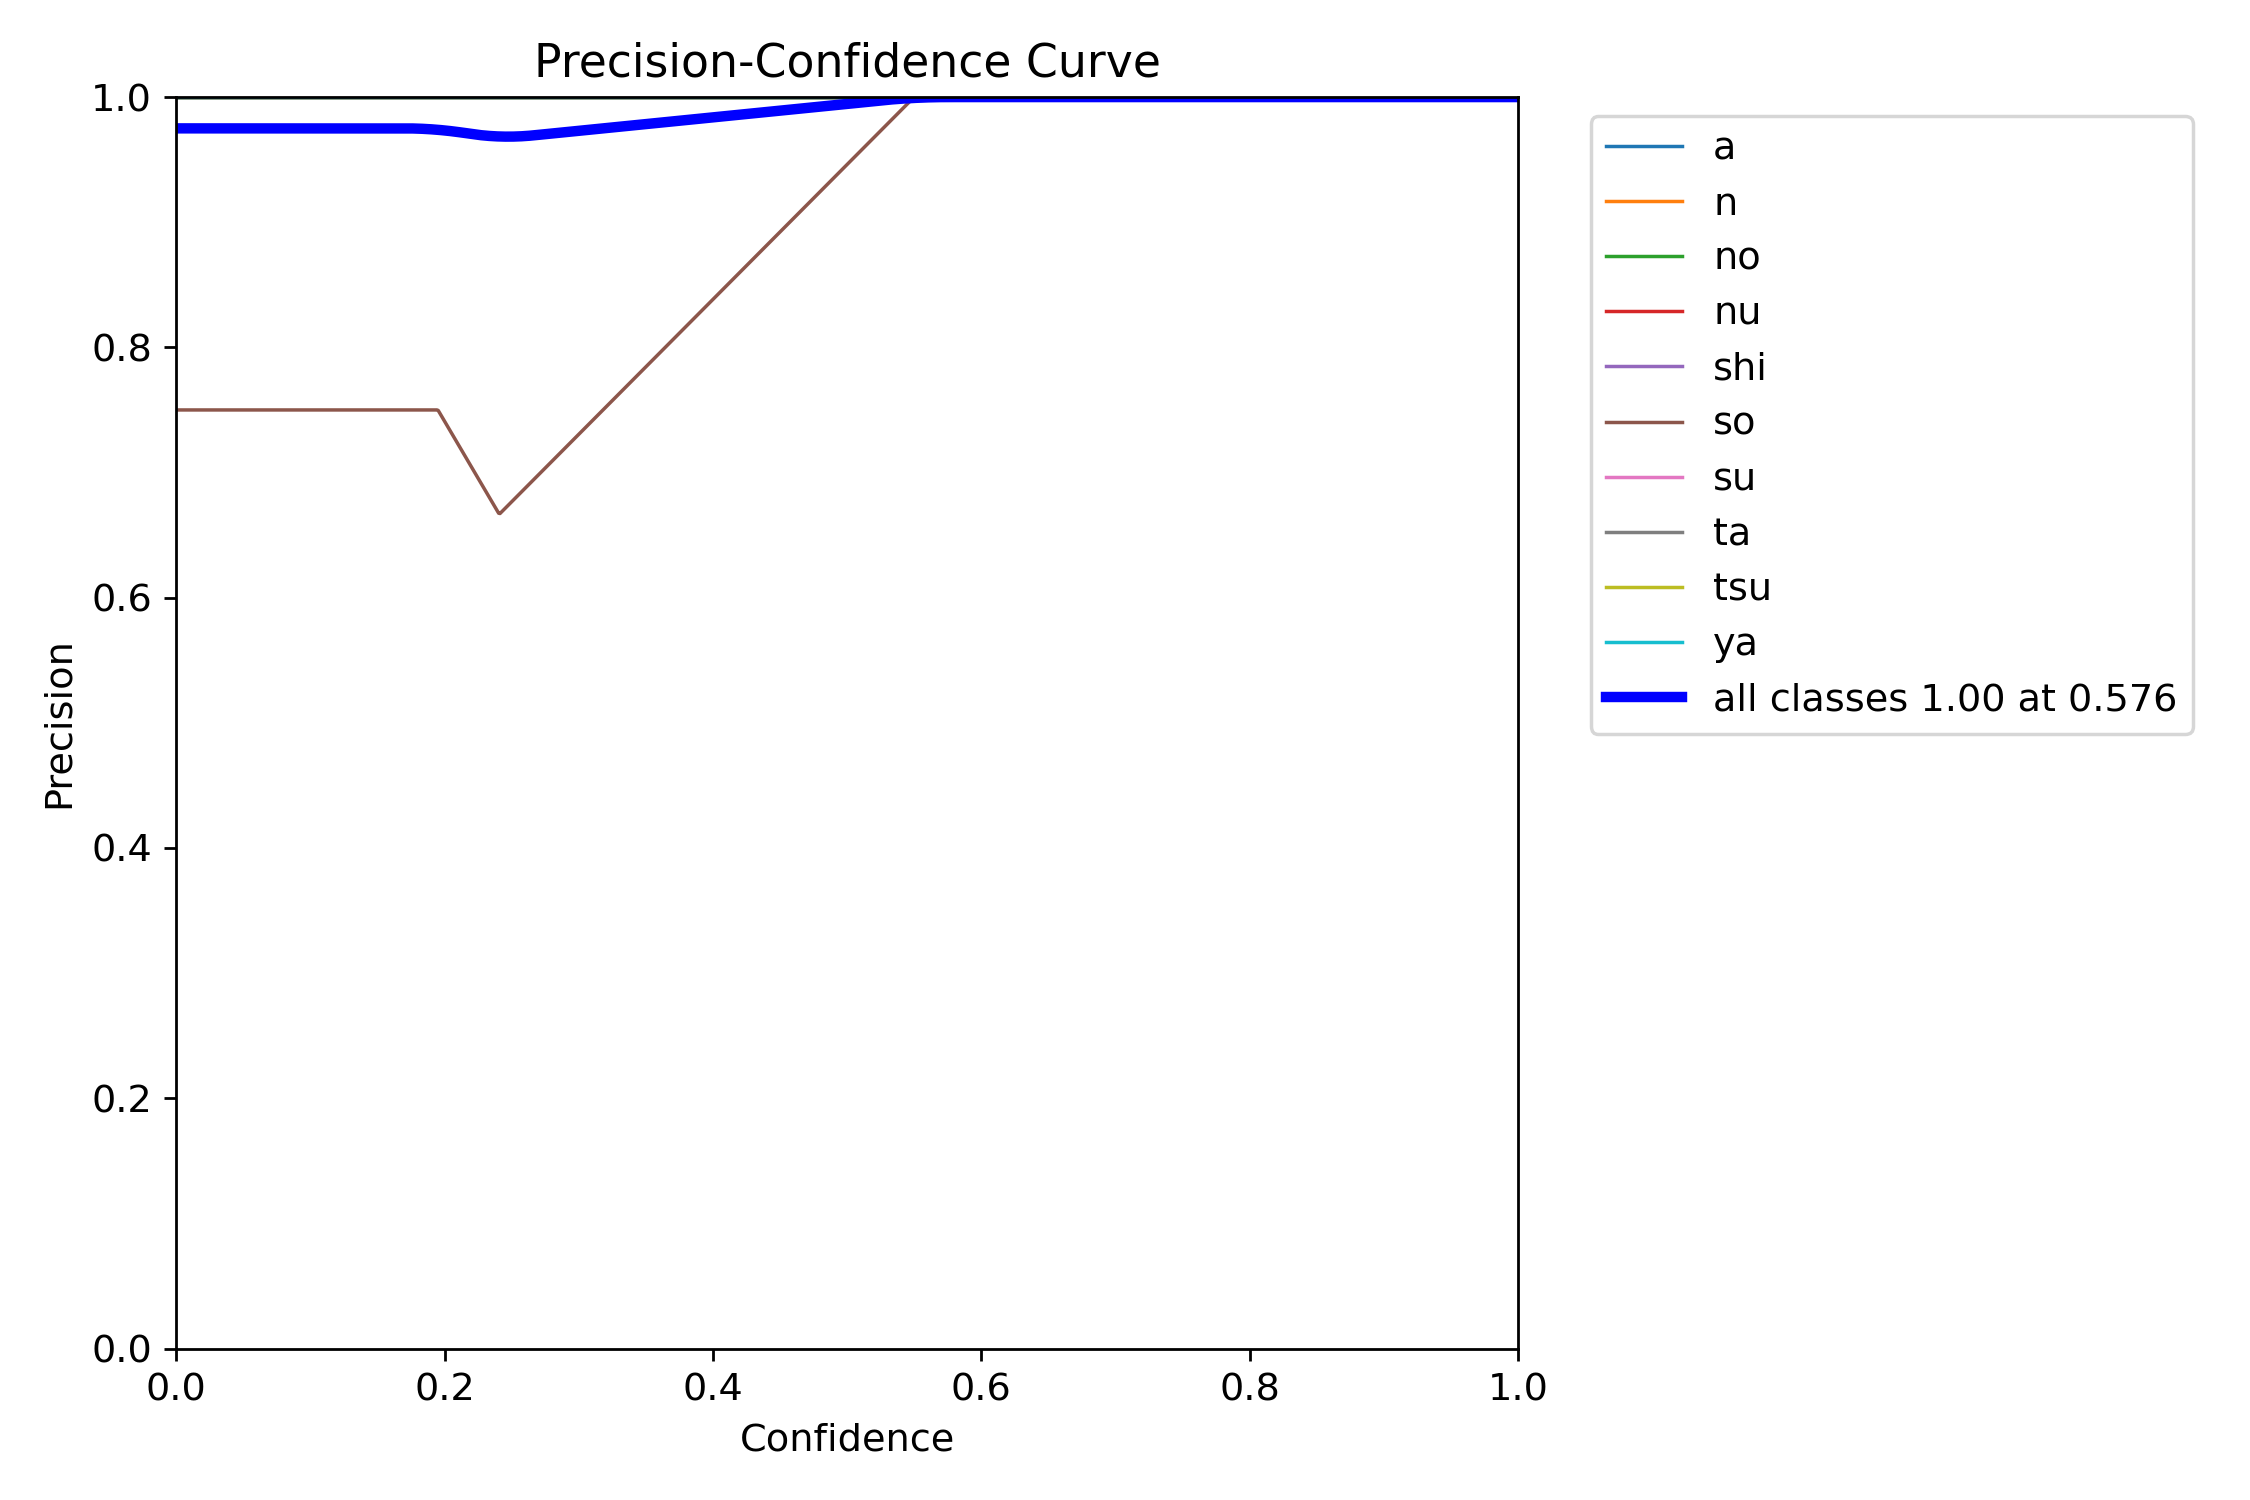 Precision-Confidence Curve
1.0
0.8
0.6
0.4
0.2
0.0
Precision
0.0 0.2 0.4 0.6 0.8 1.0
Confidence
a
n
no
nu
shi
so
su
ta
tsu
ya
all classes 1.00 at 0.576